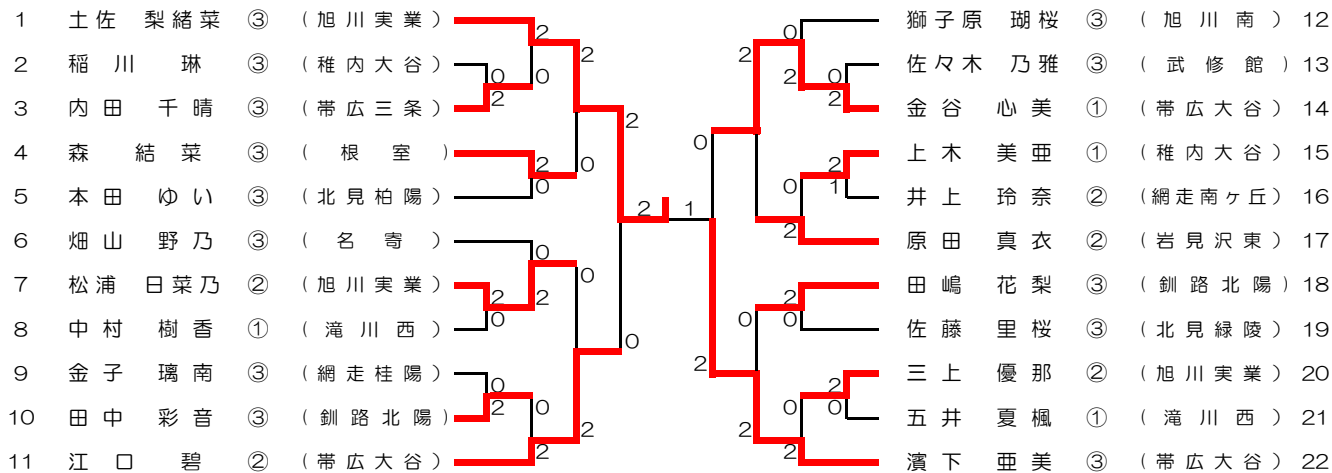 1 土佐 梨緒菜 ③ (旭川実業) 獅子原 瑚桜 ③ (旭川南) 12
2 0 2
2 2
2 稲川 琳 ③ (稚内大谷) 佐々木 乃雅 ③ (武修館) 13
0 0 2 0
2 2
3 内田 千晴 ③ (帯広三条) 金谷 心美 ① (帯広大谷) 14
2 0
4 森 結菜 ③ (根室) 上木 美亜 ① (稚内大谷) 15
2 0 2
0 0 1
5 本田 ゆい ③ (北見柏陽) 井上 玲奈 ② (網走南ヶ丘) 16
2 1
6 畑山 野乃 ③ (名寄) 原田 真衣 ② (岩見沢東) 17
0 2
0
7 松浦 日菜乃 ② (旭川実業) 田嶋 花梨 ③ (釧路北陽) 18
2 2 2
0 0 0
8 中村 樹香 ① (滝川西) 佐藤 里桜 ③ (北見緑陵) 19
0 2
9 金子 璃南 ③ (網走桂陽) 三上 優那 ② (旭川実業) 20
0 2
2 0 0 0
10 田中 彩音 ③ (釧路北陽) 五井 夏楓 ① (滝川西) 21
2 2
2 2
11 江口 碧 ② (帯広大谷) 濱下 亜美 ③ (帯広大谷) 22